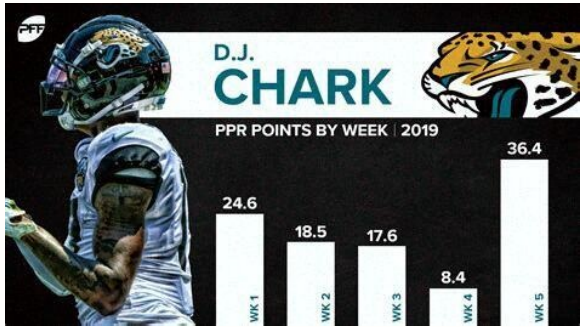 PFF
D.J.
CHARK
PPR POINTS BY WEEK | 2019
24.6
18.5
17.6
8.4
36.4
WK 1
WK 2
WK 3
WK 4
WK 5